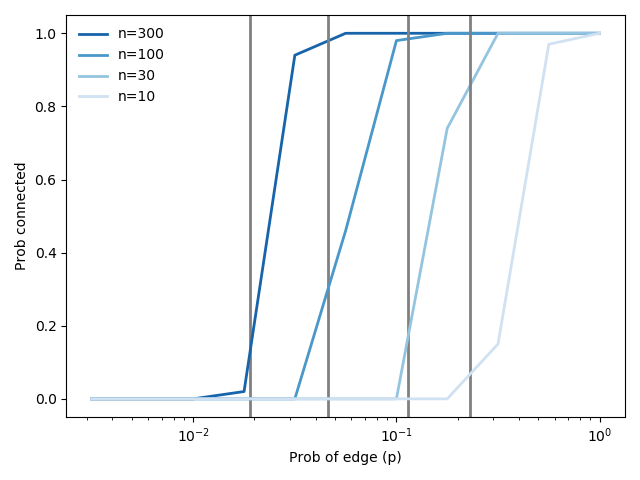 n=300
n=100
n=30
n=10
1.0
0.8
0.6
0.4
0.2
0.0
Prob connected
10⁻² 10⁻¹ 10⁰
Prob of edge (p)